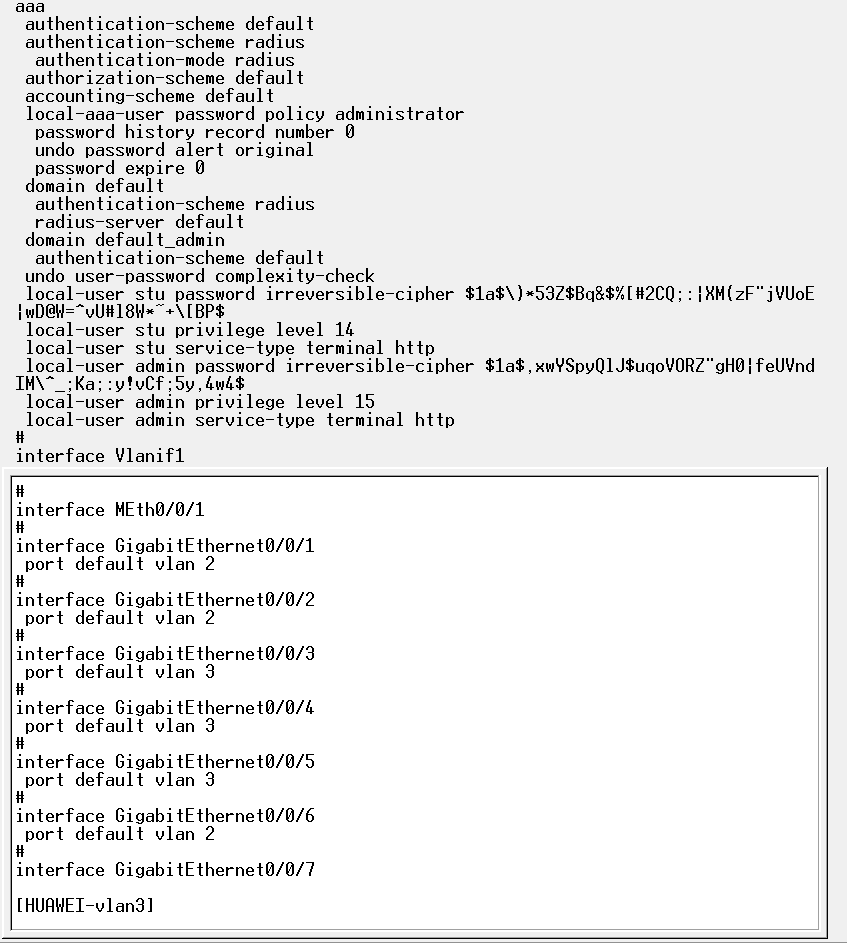 aaa
authentication-scheme default
authentication-scheme radius
authentication-mode radius
authorization-scheme default
accounting-scheme default
local-aaa-user password policy administrator
password history record number 0
undo password alert original
password expire 0
domain default
authentication-scheme radius
radius-server default
domain default_admin
authentication-scheme default
undo user-password complexity-check
local-user stu password irreversible-cipher $1a$\)*53Z$Bq&$%[#2CQ;:|XM(zF"jVUoE
|wD@W=^vU#l8W*~+\[BP$
local-user stu privilege level 14
local-user stu service-type terminal http
local-user admin password irreversible-cipher $1a$,xwYSpyQlJ$uqoVORZ"gH0|feUVnd
IM\^_;Ka;:y!vCf;5y,4w4$
local-user admin privilege level 15
local-user admin service-type terminal http
#
interface Vlanif1
#
interface MEth0/0/1
#
interface GigabitEthernet0/0/1
port default vlan 2
#
interface GigabitEthernet0/0/2
port default vlan 2
#
interface GigabitEthernet0/0/3
port default vlan 3
#
interface GigabitEthernet0/0/4
port default vlan 3
#
interface GigabitEthernet0/0/5
port default vlan 3
#
interface GigabitEthernet0/0/6
port default vlan 2
#
interface GigabitEthernet0/0/7
[HUAWEI-vlan3]